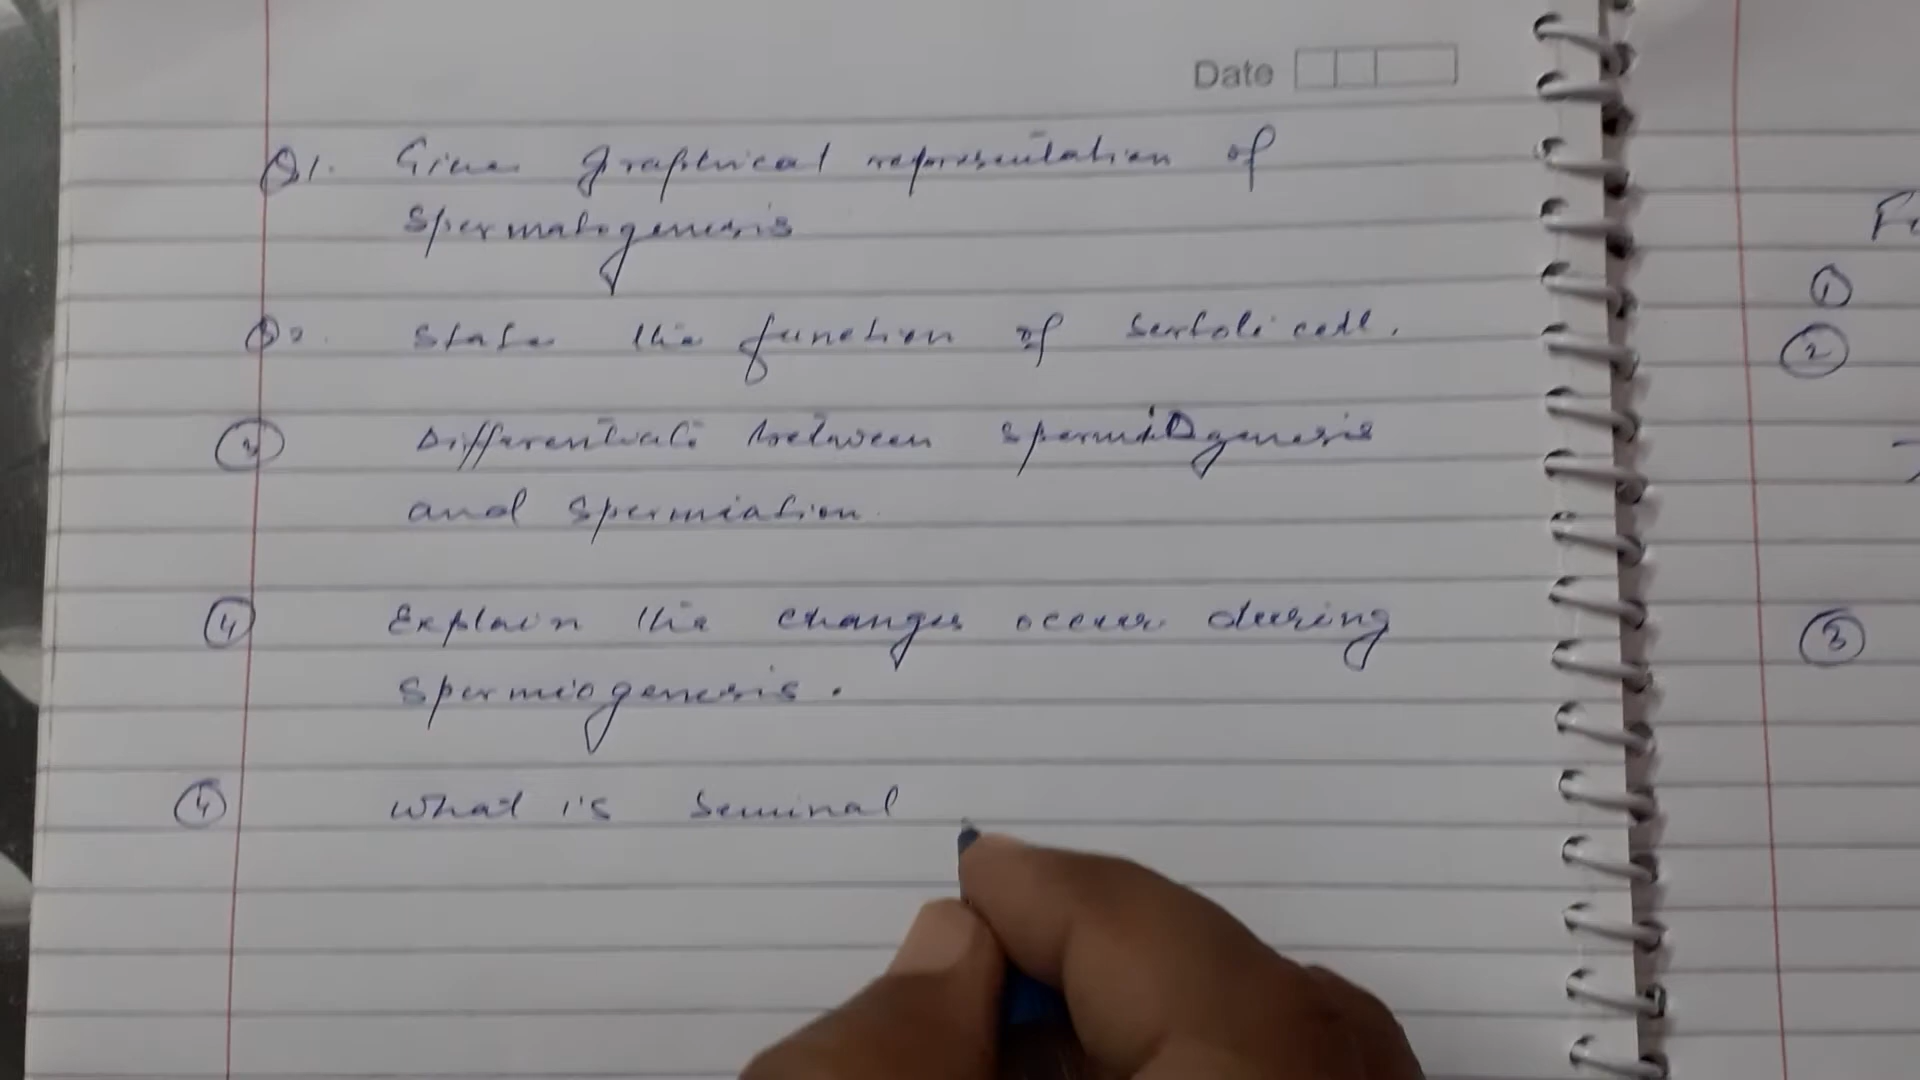 Date
Q1. Give graphical representation of
spermatogenesis
Q2. State the function of Sertoli cell.
3 Differentiate between spermiogenesis
and spermiation.
4 Explain the changes occur during
spermiogenesis.
4 What is Seminal
1
2
3